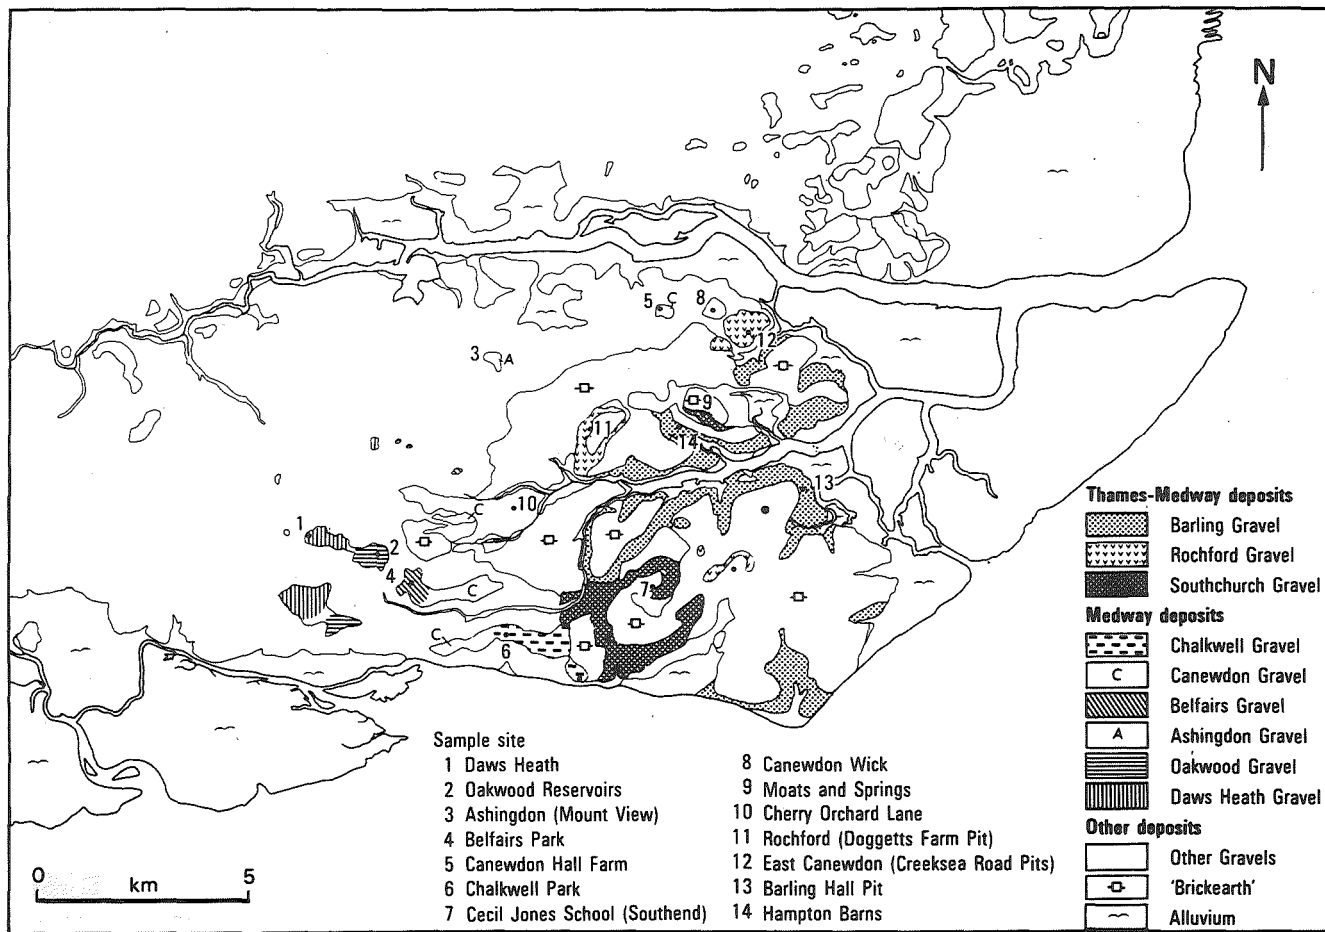 N
5 C 8
12
3 A
9
11
14
13
C 10
1
2
4
C
7
C
6
Thames-Medway deposits
Barling Gravel
Rochford Gravel
Southchurch Gravel
Medway deposits
Chalkwell Gravel
C Canewdon Gravel
Belfairs Gravel
A Ashingdon Gravel
Oakwood Gravel
Daws Heath Gravel
Other deposits
Other Gravels
'Brickearth'
Alluvium
Sample site
1 Daws Heath
2 Oakwood Reservoirs
3 Ashingdon (Mount View)
4 Belfairs Park
5 Canewdon Hall Farm
6 Chalkwell Park
7 Cecil Jones School (Southend)
8 Canewdon Wick
9 Moats and Springs
10 Cherry Orchard Lane
11 Rochford (Doggetts Farm Pit)
12 East Canewdon (Creeksea Road Pits)
13 Barling Hall Pit
14 Hampton Barns
0 km 5